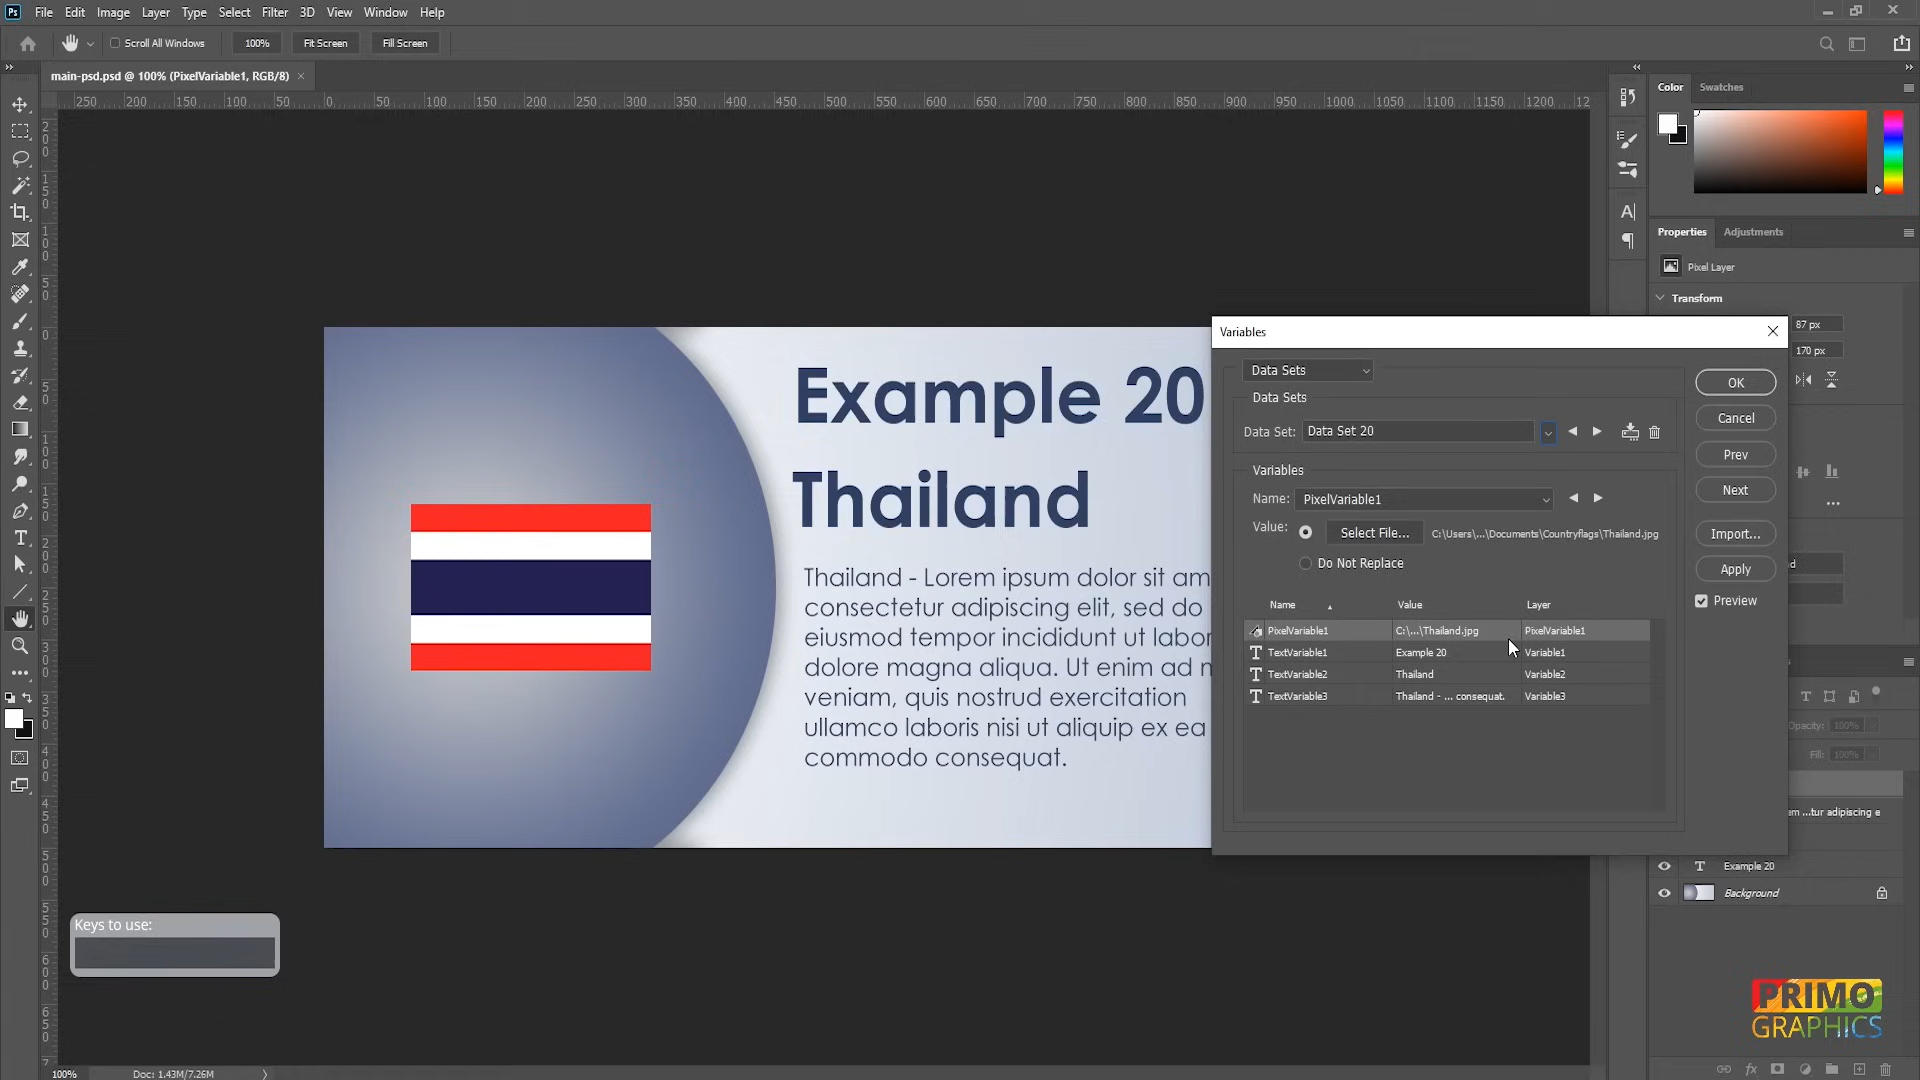 Ps File Edit Image Layer Type Select Filter 3D View Window Help
Scroll All Windows 100% Fit Screen Fill Screen
main-psd.psd @ 100% (PixelVariable1, RGB/8) ×
250 200 150 100 50 0 50 100 150 200 250 300 350 400 450 500 550 600 650 700 750 800 850 900 950 1000 1050 1100 1150 1200 12
Color Swatches
Properties Adjustments
Pixel Layer
Transform
87 px
170 px
Example 20
Thailand
Thailand - Lorem ipsum dolor sit am
consectetur adipiscing elit, sed do
eiusmod tempor incididunt ut labor
dolore magna aliqua. Ut enim ad
veniam, quis nostrud exercitation
ullamco laboris nisi ut aliquip ex ea
commodo consequat.
Variables
Data Sets
Data Sets
Data Set: Data Set 20
Variables
Name: PixelVariable1
Value: Select File... C:\Users\...\Documents\Countryflags\Thailand.jpg
Do Not Replace
Name Value Layer
PixelVariable1 C:\...\Thailand.jpg PixelVariable1
TextVariable1 Example 20 Variable1
TextVariable2 Thailand Variable2
TextVariable3 Thailand - ... consequat. Variable3
OK
Cancel
Prev
Next
Import...
Apply
Preview
Opacity: 100%
Fill: 100%
em ...tur adipiscing e
Example 20
Background
Keys to use:
PRIMO
GRAPHICS
100% Doc: 1.43M/7.26M